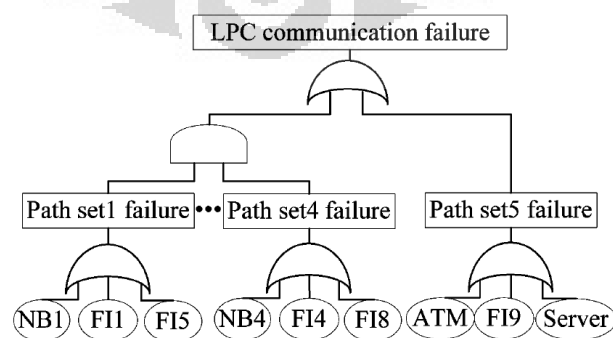 LPC communication failure
Path set1 failure ••• Path set4 failure Path set5 failure
NB1 FI1 FI5 NB4 FI4 FI8 ATM FI9 Server